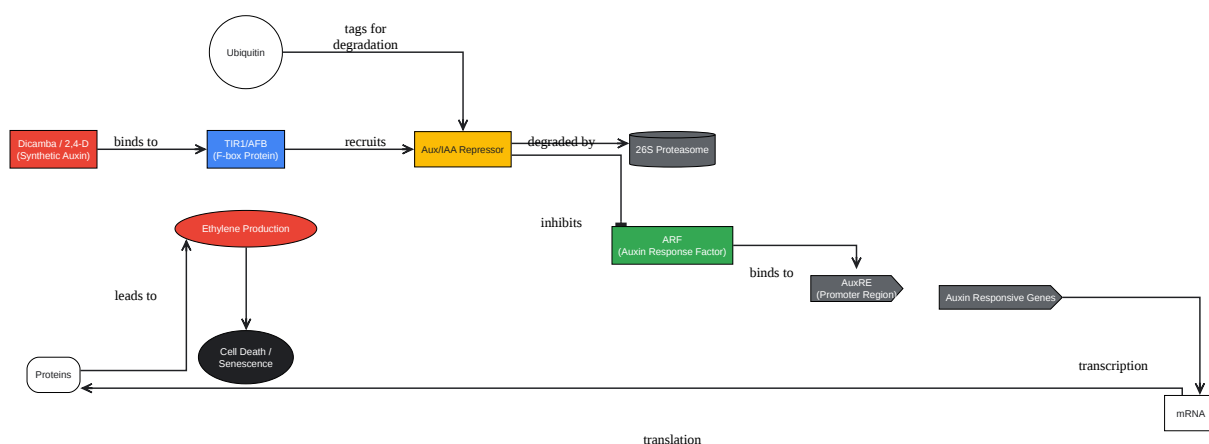 tags for
degradation
Ubiquitin
Dicamba / 2,4-D
(Synthetic Auxin)
binds to
TIR1/AFB
(F-box Protein)
recruits
Aux/IAA Repressor
degraded by
26S Proteasome
Ethylene Production
inhibits
ARF
(Auxin Response Factor)
binds to
AuxRE
(Promoter Region)
Auxin Responsive Genes
leads to
Cell Death /
Senescence
Proteins
transcription
mRNA
translation